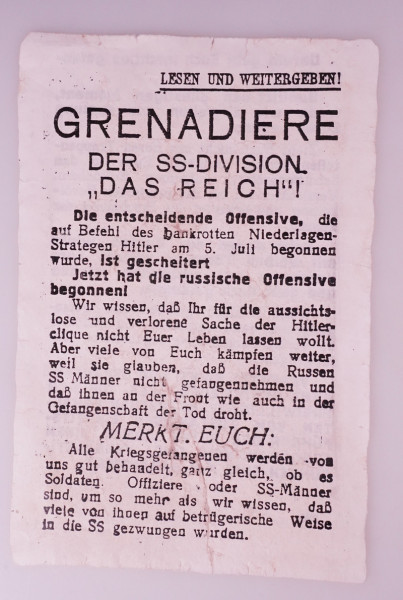 LESEN UND WEITERGEBEN!
GRENADIERE
DER SS-DIVISION
„DAS REICH“!
Die entscheidende Offensive, die
auf Befehl des bankrotten Niederlagen-
Strategen Hitler am 5. Juli begonnen
wurde, ist gescheitert
Jetzt hat die russische Offensive
begonnen!
Wir wissen, daß Ihr für die aussichts-
lose und verlorene Sache der Hitler-
clique nicht Euer Leben lassen wollt.
Aber viele von Euch kämpfen weiter,
weil sie glauben, daß die Russen
SS Männer nicht gefangennehmen und
daß ihnen an der Front wie auch in der
Gefangenschaft der Tod droht.
MERKT EUCH:
Alle Kriegsgefangenen werden von
uns gut behandelt, ganz gleich, ob es
Soldaten, Offiziere oder SS-Männer
sind, um so mehr als wir wissen, daß
viele von ihnen auf betrügerische Weise
in die SS gezwungen wurden.